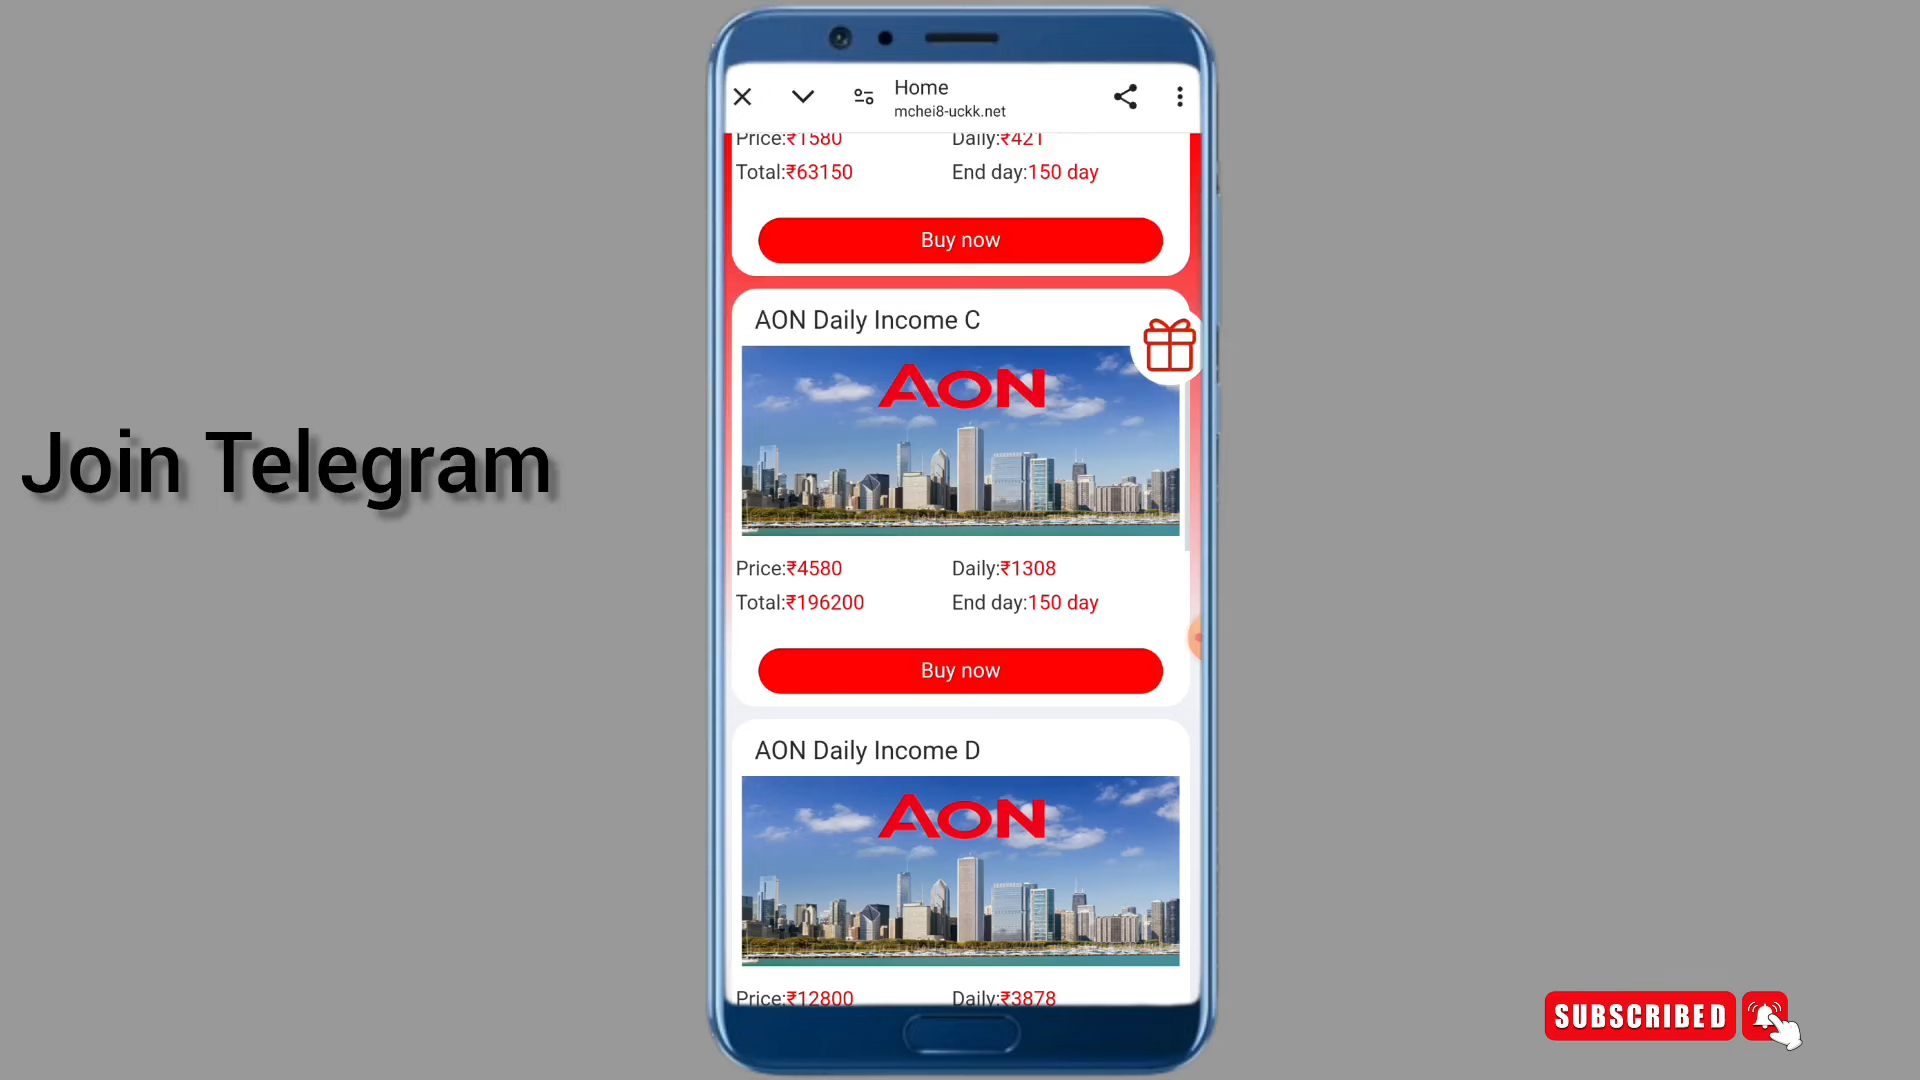 Home
mchei8-uckk.net
Price:₹1580 Daily:₹421
Total:₹63150 End day:150 day
Buy now
AON Daily Income C
AON
Price:₹4580 Daily:₹1308
Total:₹196200 End day:150 day
Buy now
AON Daily Income D
AON
Price:₹12800 Daily:₹3878
Join Telegram
SUBSCRIBED